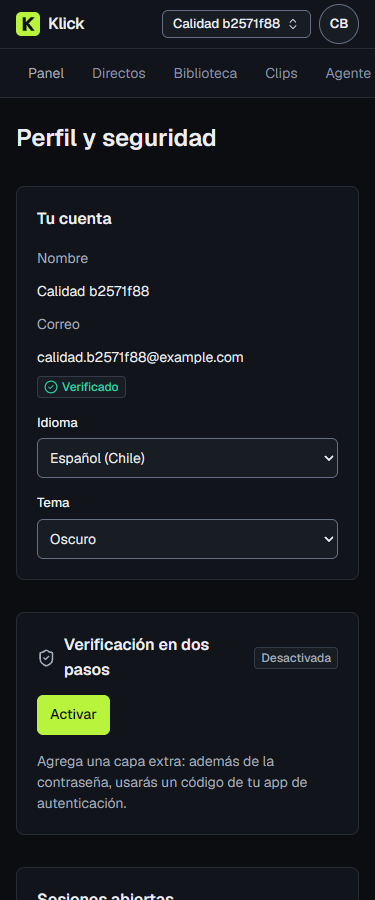 K Klick
Calidad b2571f88
CB
Panel Directos Biblioteca Clips Agente
Perfil y seguridad
Tu cuenta
Nombre
Calidad b2571f88
Correo
calidad.b2571f88@example.com
Verificado
Idioma
Español (Chile)
Tema
Oscuro
Verificación en dos
pasos
Desactivada
Activar
Agrega una capa extra: además de la
contraseña, usarás un código de tu app de
autenticación.
Sesiones abiertas